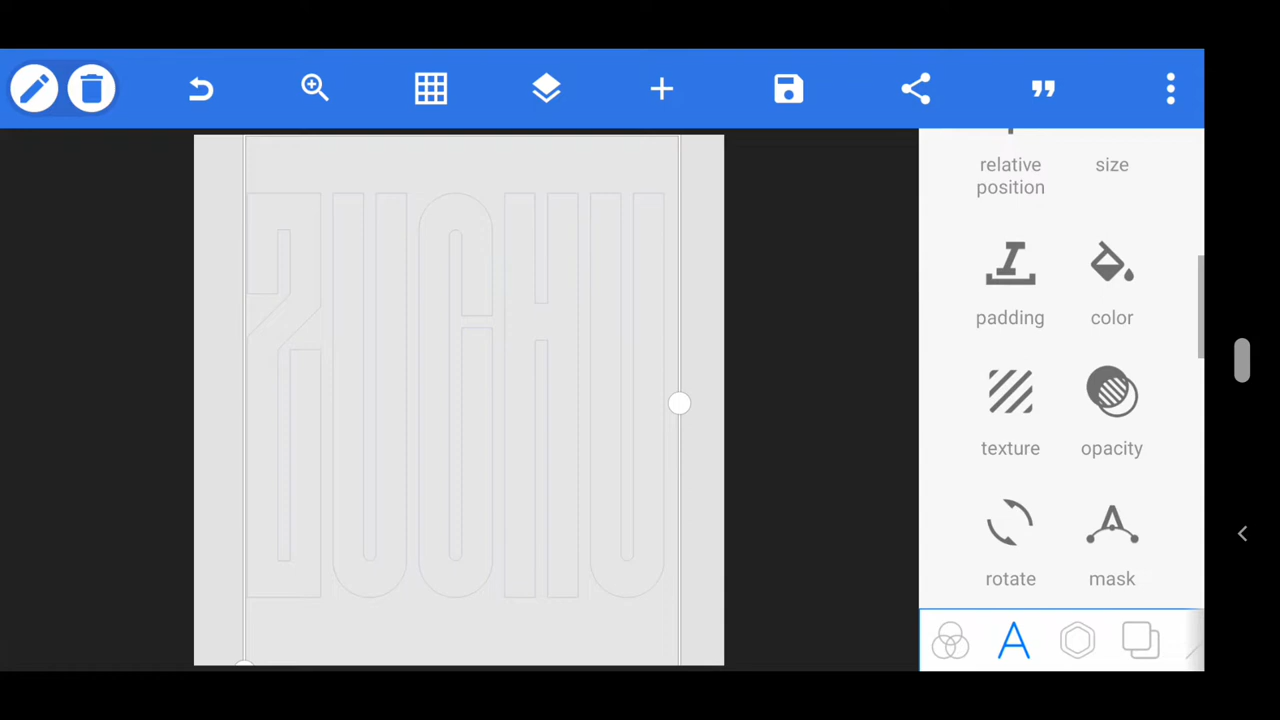 ZUCHU
relative position
size
padding
color
texture
opacity
rotate
mask